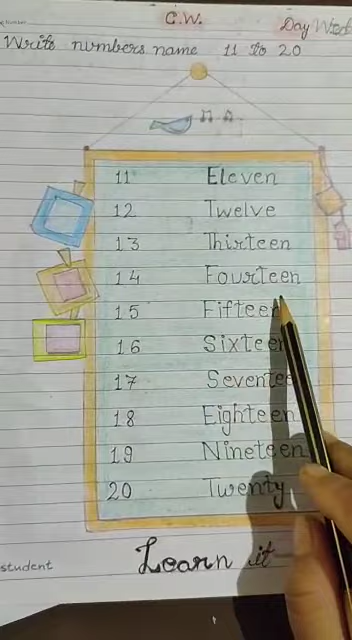 C.W.
Day Wed
Write numbers name 11 to 20
11 Eleven
12 Twelve
13 Thirteen
14 Fourteen
15 Fifteen
16 Sixteen
17 Seventee
18 Eighteen
19 Nineteen
20 Twenty
Learn it
student